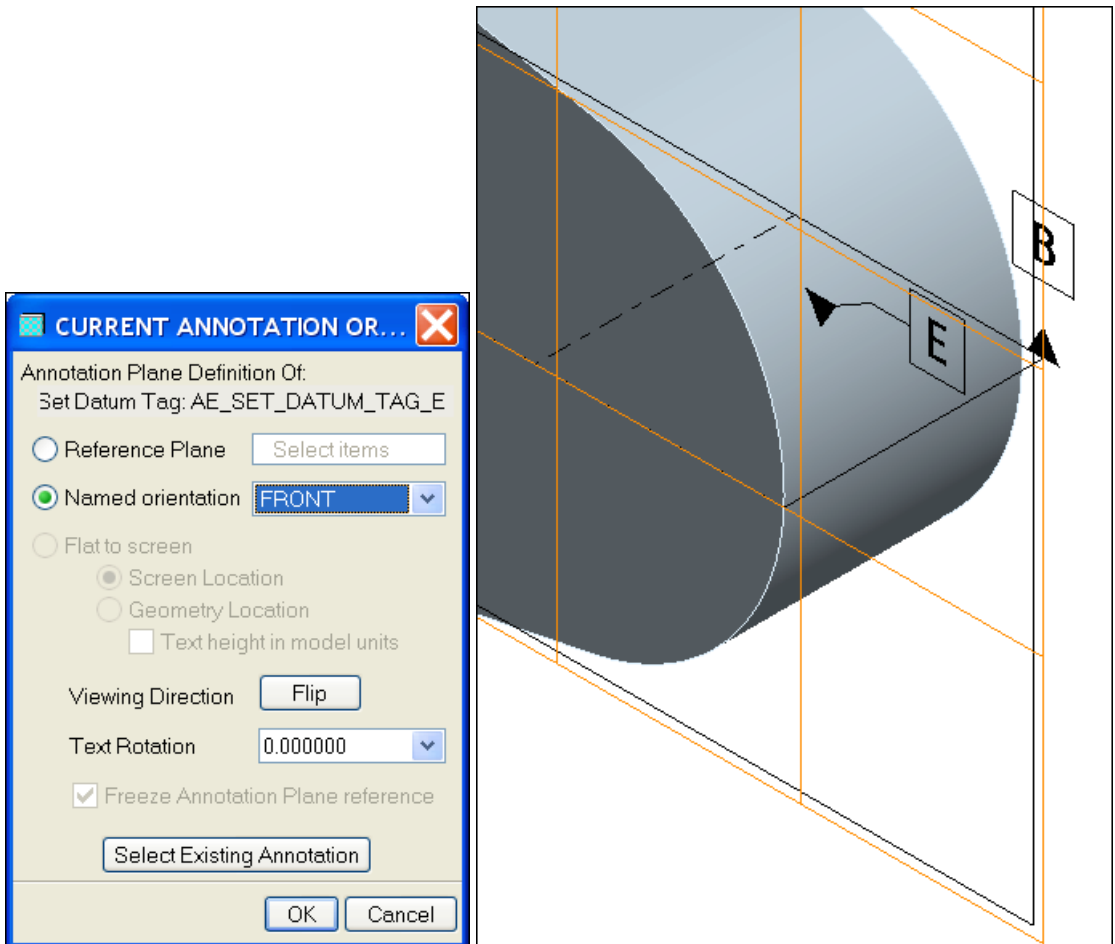 CURRENT ANNOTATION OR...
Annotation Plane Definition Of:
Set Datum Tag: AE_SET_DATUM_TAG_E
Reference Plane Select items
Named orientation FRONT
Flat to screen
Screen Location
Geometry Location
Text height in model units
Viewing Direction Flip
Text Rotation 0.000000
Freeze Annotation Plane reference
Select Existing Annotation
OK Cancel
B
E